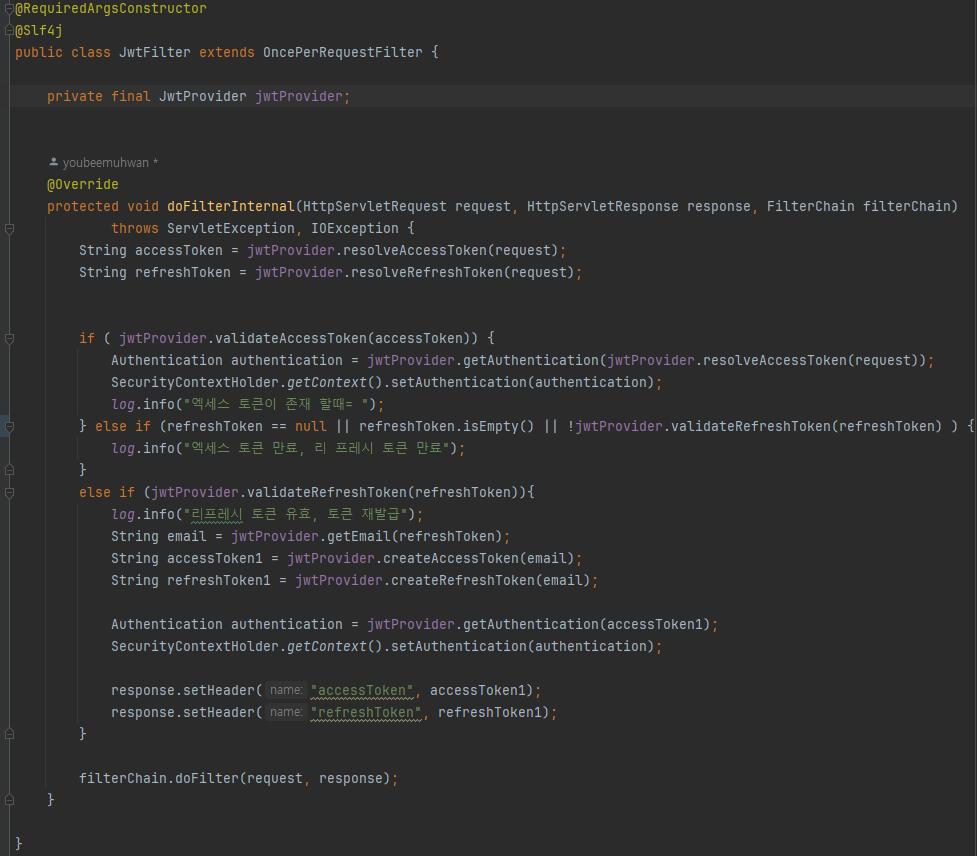 @RequiredArgsConstructor
@Slf4j
public class JwtFilter extends OncePerRequestFilter {
private final JwtProvider jwtProvider;
youbeemuhwan *
@Override
protected void doFilterInternal(HttpServletRequest request, HttpServletResponse response, FilterChain filterChain)
throws ServletException, IOException {
String accessToken = jwtProvider.resolveAccessToken(request);
String refreshToken = jwtProvider.resolveRefreshToken(request);
if ( jwtProvider.validateAccessToken(accessToken)) {
Authentication authentication = jwtProvider.getAuthentication(jwtProvider.resolveAccessToken(request));
SecurityContextHolder.getContext().setAuthentication(authentication);
log.info("엑세스 토큰이 존재 할때= ");
} else if (refreshToken == null || refreshToken.isEmpty() || !jwtProvider.validateRefreshToken(refreshToken) ) {
log.info("엑세스 토큰 만료, 리 프레시 토큰 만료");
}
else if (jwtProvider.validateRefreshToken(refreshToken)){
log.info("리프레시 토큰 유효, 토큰 재발급");
String email = jwtProvider.getEmail(refreshToken);
String accessToken1 = jwtProvider.createAccessToken(email);
String refreshToken1 = jwtProvider.createRefreshToken(email);
Authentication authentication = jwtProvider.getAuthentication(accessToken1);
SecurityContextHolder.getContext().setAuthentication(authentication);
response.setHeader( name: "accessToken", accessToken1);
response.setHeader( name: "refreshToken", refreshToken1);
}
filterChain.doFilter(request, response);
}
}